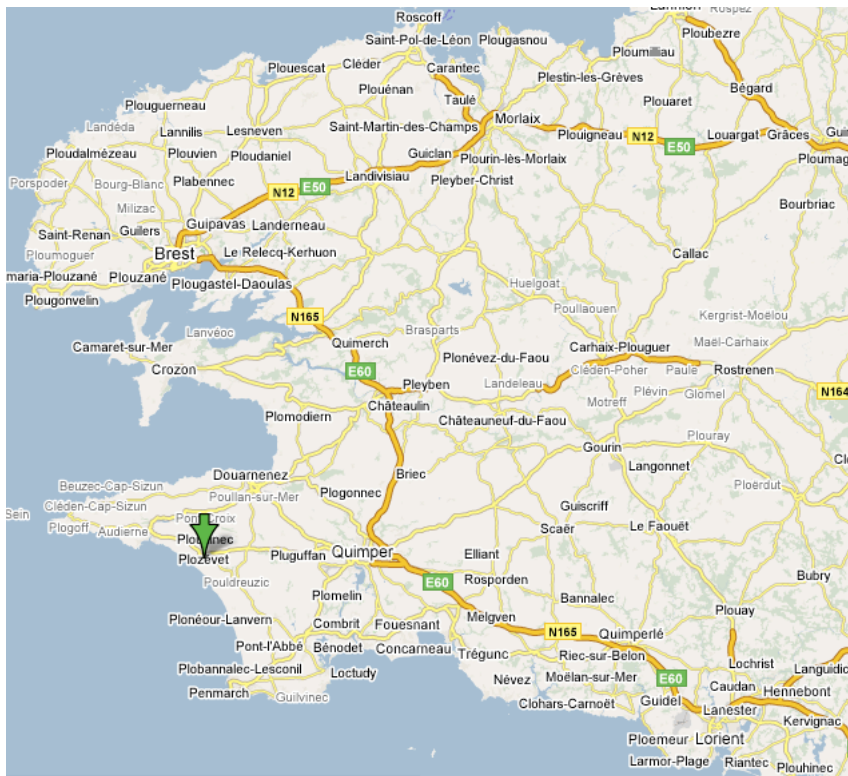 Roscoff
Lannion
Rospez
Saint-Pol-de-Léon
Plougasnou
Ploubezre
Ploumilliau
Plouescat
Cléder
Carantec
Plestin-les-Grèves
Plouénan
Bégard
Plouguerneau
Taulé
Plouaret
Landéda
Lannilis
Lesneven
Saint-Martin-des-Champs
Morlaix
Plouigneau
N12
E50
Louargat
Grâces
Ploudalmézeau
Plouvien
Ploudaniel
Guiclan
Plourin-lès-Morlaix
Porspoder
Bourg-Blanc
Plabennec
N12
E50
Landivisiau
Pleyber-Christ
Milizac
Bourbriac
Saint-Renan
Guilers
Guipavas
Landerneau
Ploumoguer
Brest
Le Relecq-Kerhuon
Callac
maria-Plouzané
Plouzané
Plougastel-Daoulas
Huelgoat
Plougonvelin
Poullaouen
N165
Kergrist-Moëlou
Lanvéoc
Brasparts
Camaret-sur-Mer
Quimerch
Carhaix-Plouguer
Maël-Carhaix
Plonévez-du-Faou
Crozon
E60
Cléden-Poher
Paule
Rostrenen
Pleyben
Landeleau
Plévin
Glomel
N164
Motreff
Plomodiern
Châteaulin
Châteauneuf-du-Faou
Plouray
Gourin
Langonnet
Douarnenez
Briec
Beuzec-Cap-Sizun
Poullan-sur-Mer
Plogonnec
Ploërdut
Cléden-Cap-Sizun
Guiscriff
Sein
Plogoff
Audierne
Pont-Croix
Scaër
Le Faouët
Plozévet
Pluguffan
Quimper
Elliant
Pouldreuzic
E60
Rosporden
Bubry
Plomelin
Bannalec
Plouay
Plonéour-Lanvern
Combrit
Fouesnant
Melgven
N165
Quimperlé
Pont-l'Abbé
Bénodet
Concarneau
Trégunc
Riec-sur-Belon
Lochrist
Plobannalec-Lesconil
Loctudy
Languidic
Névez
Moëlan-sur-Mer
E60
Caudan
Hennebont
Penmarch
Guilvinec
Clohars-Carnoët
Guidel
Lanester
Kervignac
Ploemeur
Lorient
Larmor-Plage
Riantec
Plouhinec